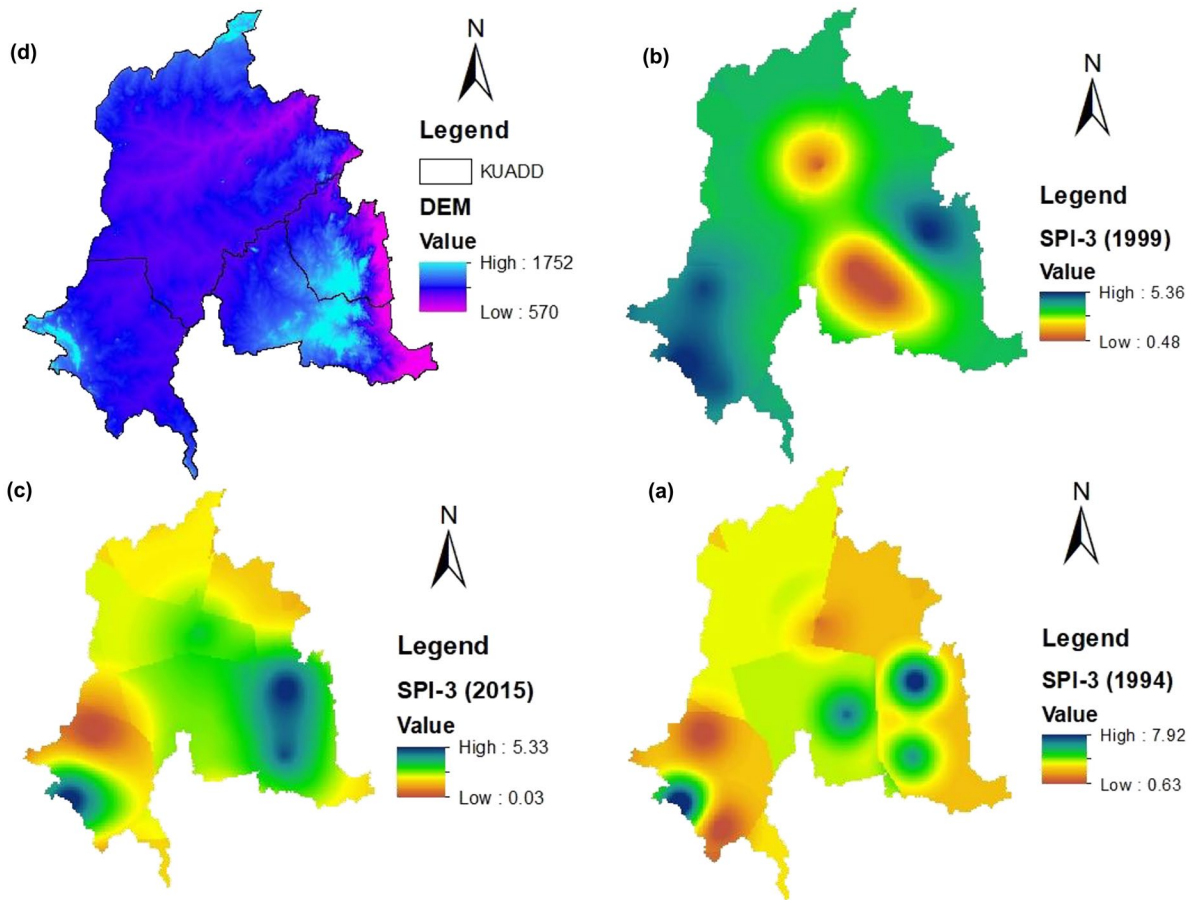 (d)
N
Legend
KUADD
DEM
Value
High : 1752
Low : 570
(b)
N
Legend
SPI-3 (1999)
Value
High : 5.36
Low : 0.48
(c)
N
Legend
SPI-3 (2015)
Value
High : 5.33
Low : 0.03
(a)
N
Legend
SPI-3 (1994)
Value
High : 7.92
Low : 0.63